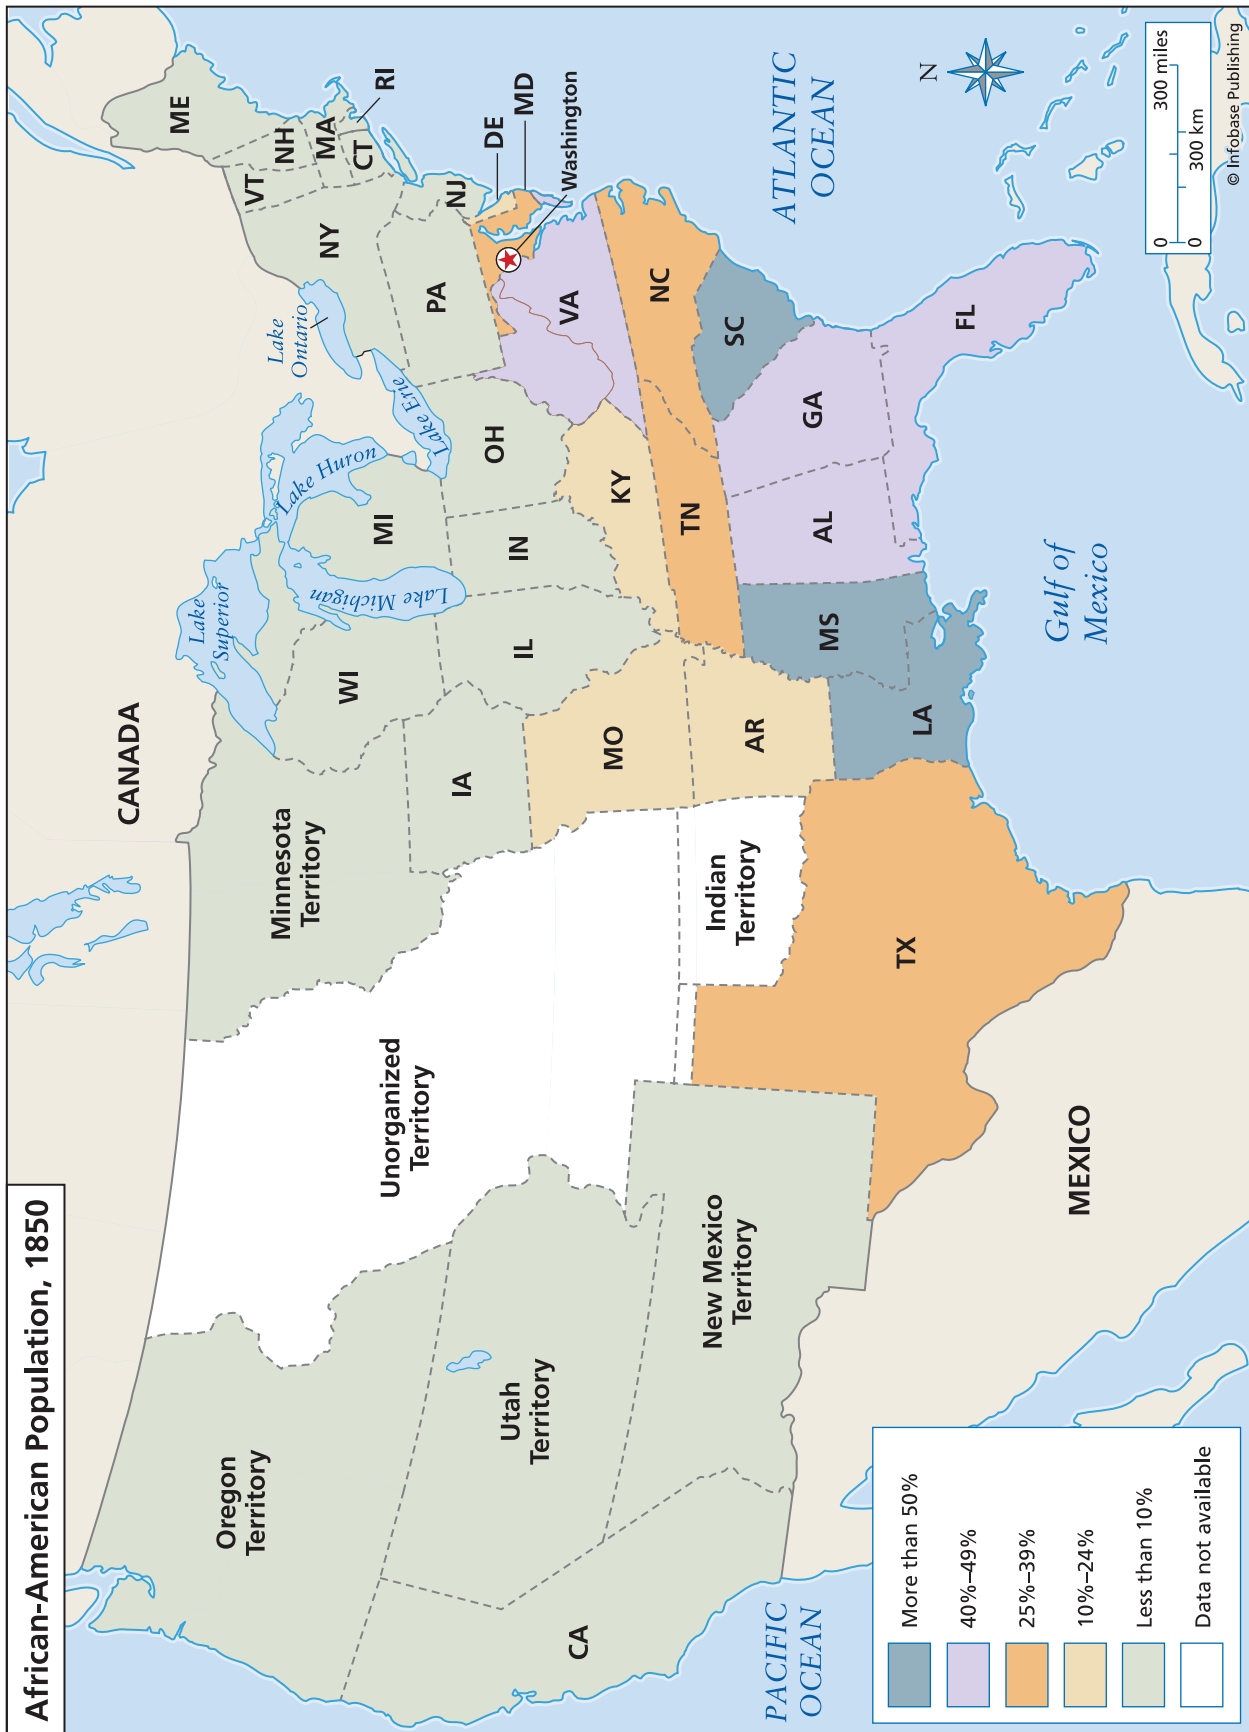 African-American Population, 1850
CANADA
Lake
Superior
Lake Michigan
Lake Huron
Lake Erie
Lake
Ontario
ME
VT
NH
MA
RI
CT
NY
NJ
PA
DE
MD
Washington
OH
MI
IN
IL
WI
IA
Minnesota
Territory
Unorganized
Territory
Oregon
Territory
Utah
Territory
CA
New Mexico
Territory
Indian
Territory
MO
KY
VA
NC
TN
AR
SC
GA
AL
MS
LA
TX
FL
MEXICO
Gulf of
Mexico
ATLANTIC
OCEAN
PACIFIC
OCEAN
N
0
300 miles
0
300 km
More than 50%
40%–49%
25%–39%
10%–24%
Less than 10%
Data not available
© Infobase Publishing